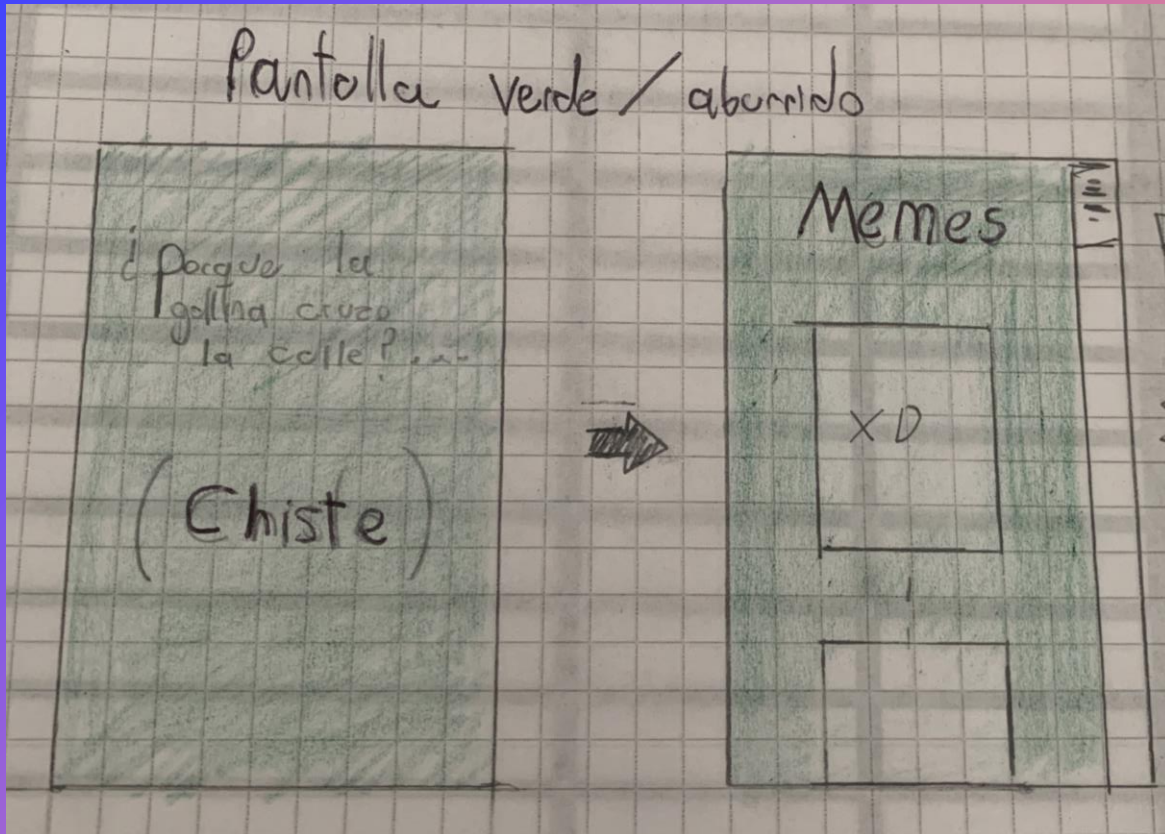 Pantalla verde / aburrido
¿Porque la
gallina cruzo
la calle?....
(Chiste)
Memes
XD